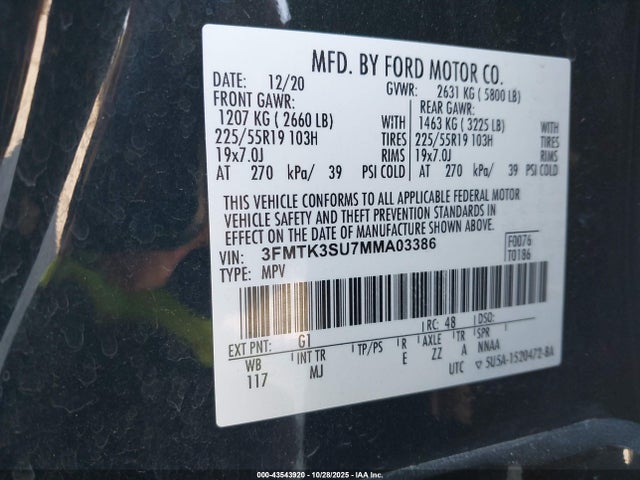 MFD. BY FORD MOTOR CO.
DATE: 12/20 GVWR: 2631 KG ( 5800 LB)
FRONT GAWR: REAR GAWR:
1207 KG ( 2660 LB) WITH 1463 KG ( 3225 LB) WITH
225/55R19 103H TIRES 225/55R19 103H TIRES
19x7.0J RIMS 19x7.0J RIMS
AT 270 kPa/ 39 PSI COLD AT 270 kPa/ 39 PSI COLD
THIS VEHICLE CONFORMS TO ALL APPLICABLE FEDERAL MOTOR
VEHICLE SAFETY AND THEFT PREVENTION STANDARDS IN
EFFECT ON THE DATE OF MANUFACTURE SHOWN ABOVE.
VIN: 3FMTK3SU7MMA03386 F0076
TYPE: MPV T0186
EXT PNT: G1 RC: 48 DSO:
WB INT TR TP/PS R AXLE TR SPR
117 MJ E ZZ A NNAA
UTC ▽ 5U5A-1520472-BA
000-43543920 10/28/2025 IAA Inc.